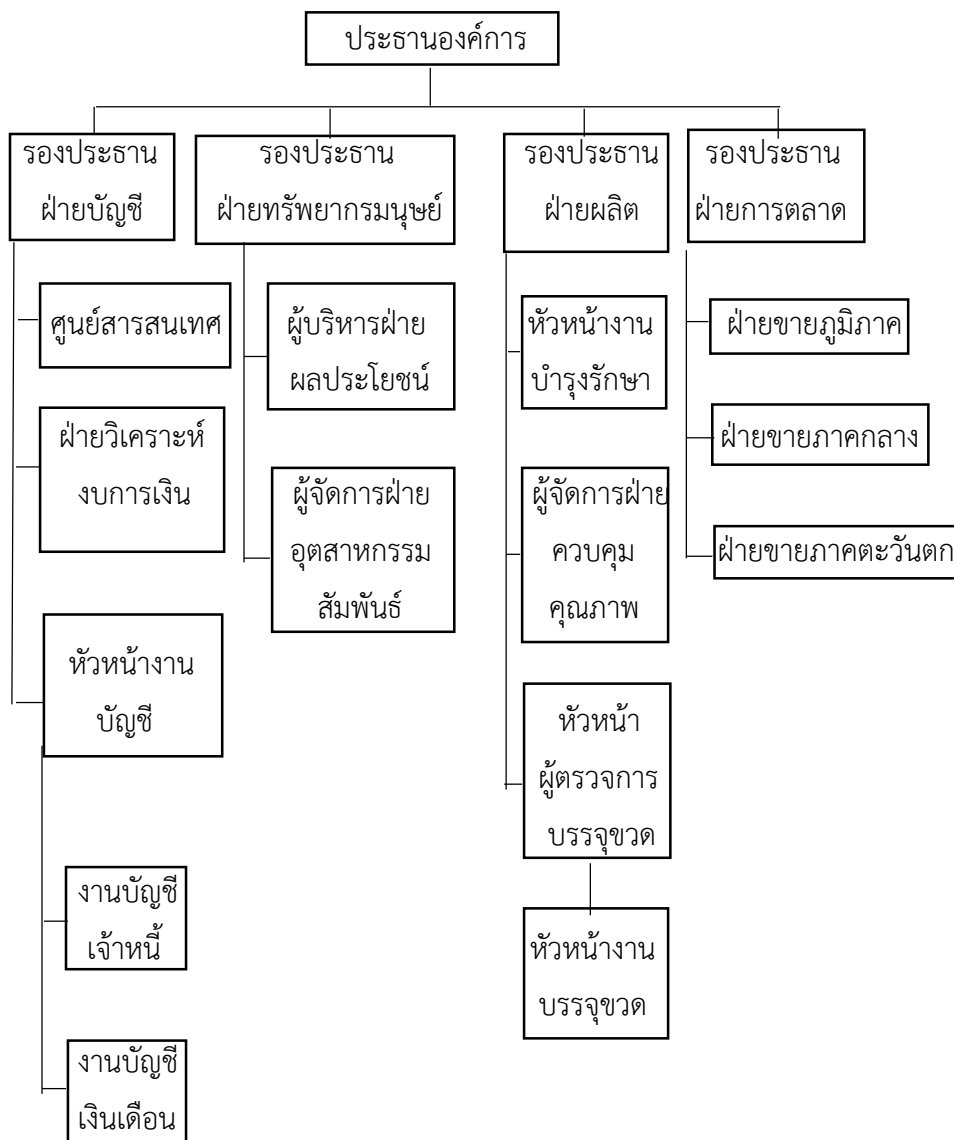 ประธานองค์การ
รองประธาน
ฝ่ายบัญชี
รองประธาน
ฝ่ายทรัพยากรมนุษย์
รองประธาน
ฝ่ายผลิต
รองประธาน
ฝ่ายการตลาด
ศูนย์สารสนเทศ
ฝ่ายวิเคราะห์
งบการเงิน
หัวหน้างาน
บัญชี
งานบัญชี
เจ้าหนี้
งานบัญชี
เงินเดือน
ผู้บริหารฝ่าย
ผลประโยชน์
ผู้จัดการฝ่าย
อุตสาหกรรม
สัมพันธ์
หัวหน้างาน
บำรุงรักษา
ผู้จัดการฝ่าย
ควบคุม
คุณภาพ
หัวหน้า
ผู้ตรวจการ
บรรจุขวด
หัวหน้างาน
บรรจุขวด
ฝ่ายขายภูมิภาค
ฝ่ายขายภาคกลาง
ฝ่ายขายภาคตะวันตก